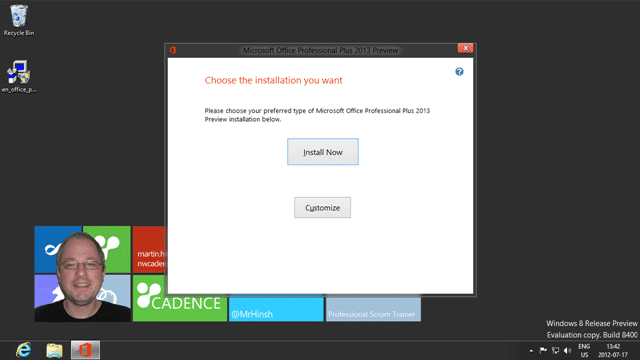 Recycle Bin
en_office_p...
Microsoft Office Professional Plus 2013 Preview
Choose the installation you want
Please choose your preferred type of Microsoft Office Professional Plus 2013
Preview installation below.
Install Now
Customize
martin.h
nwcade
CADENCE
@MrHinsh
Professional Scrum Trainer
Windows 8 Release Preview
Evaluation copy. Build 8400
ENG
US
13:42
2012-07-17